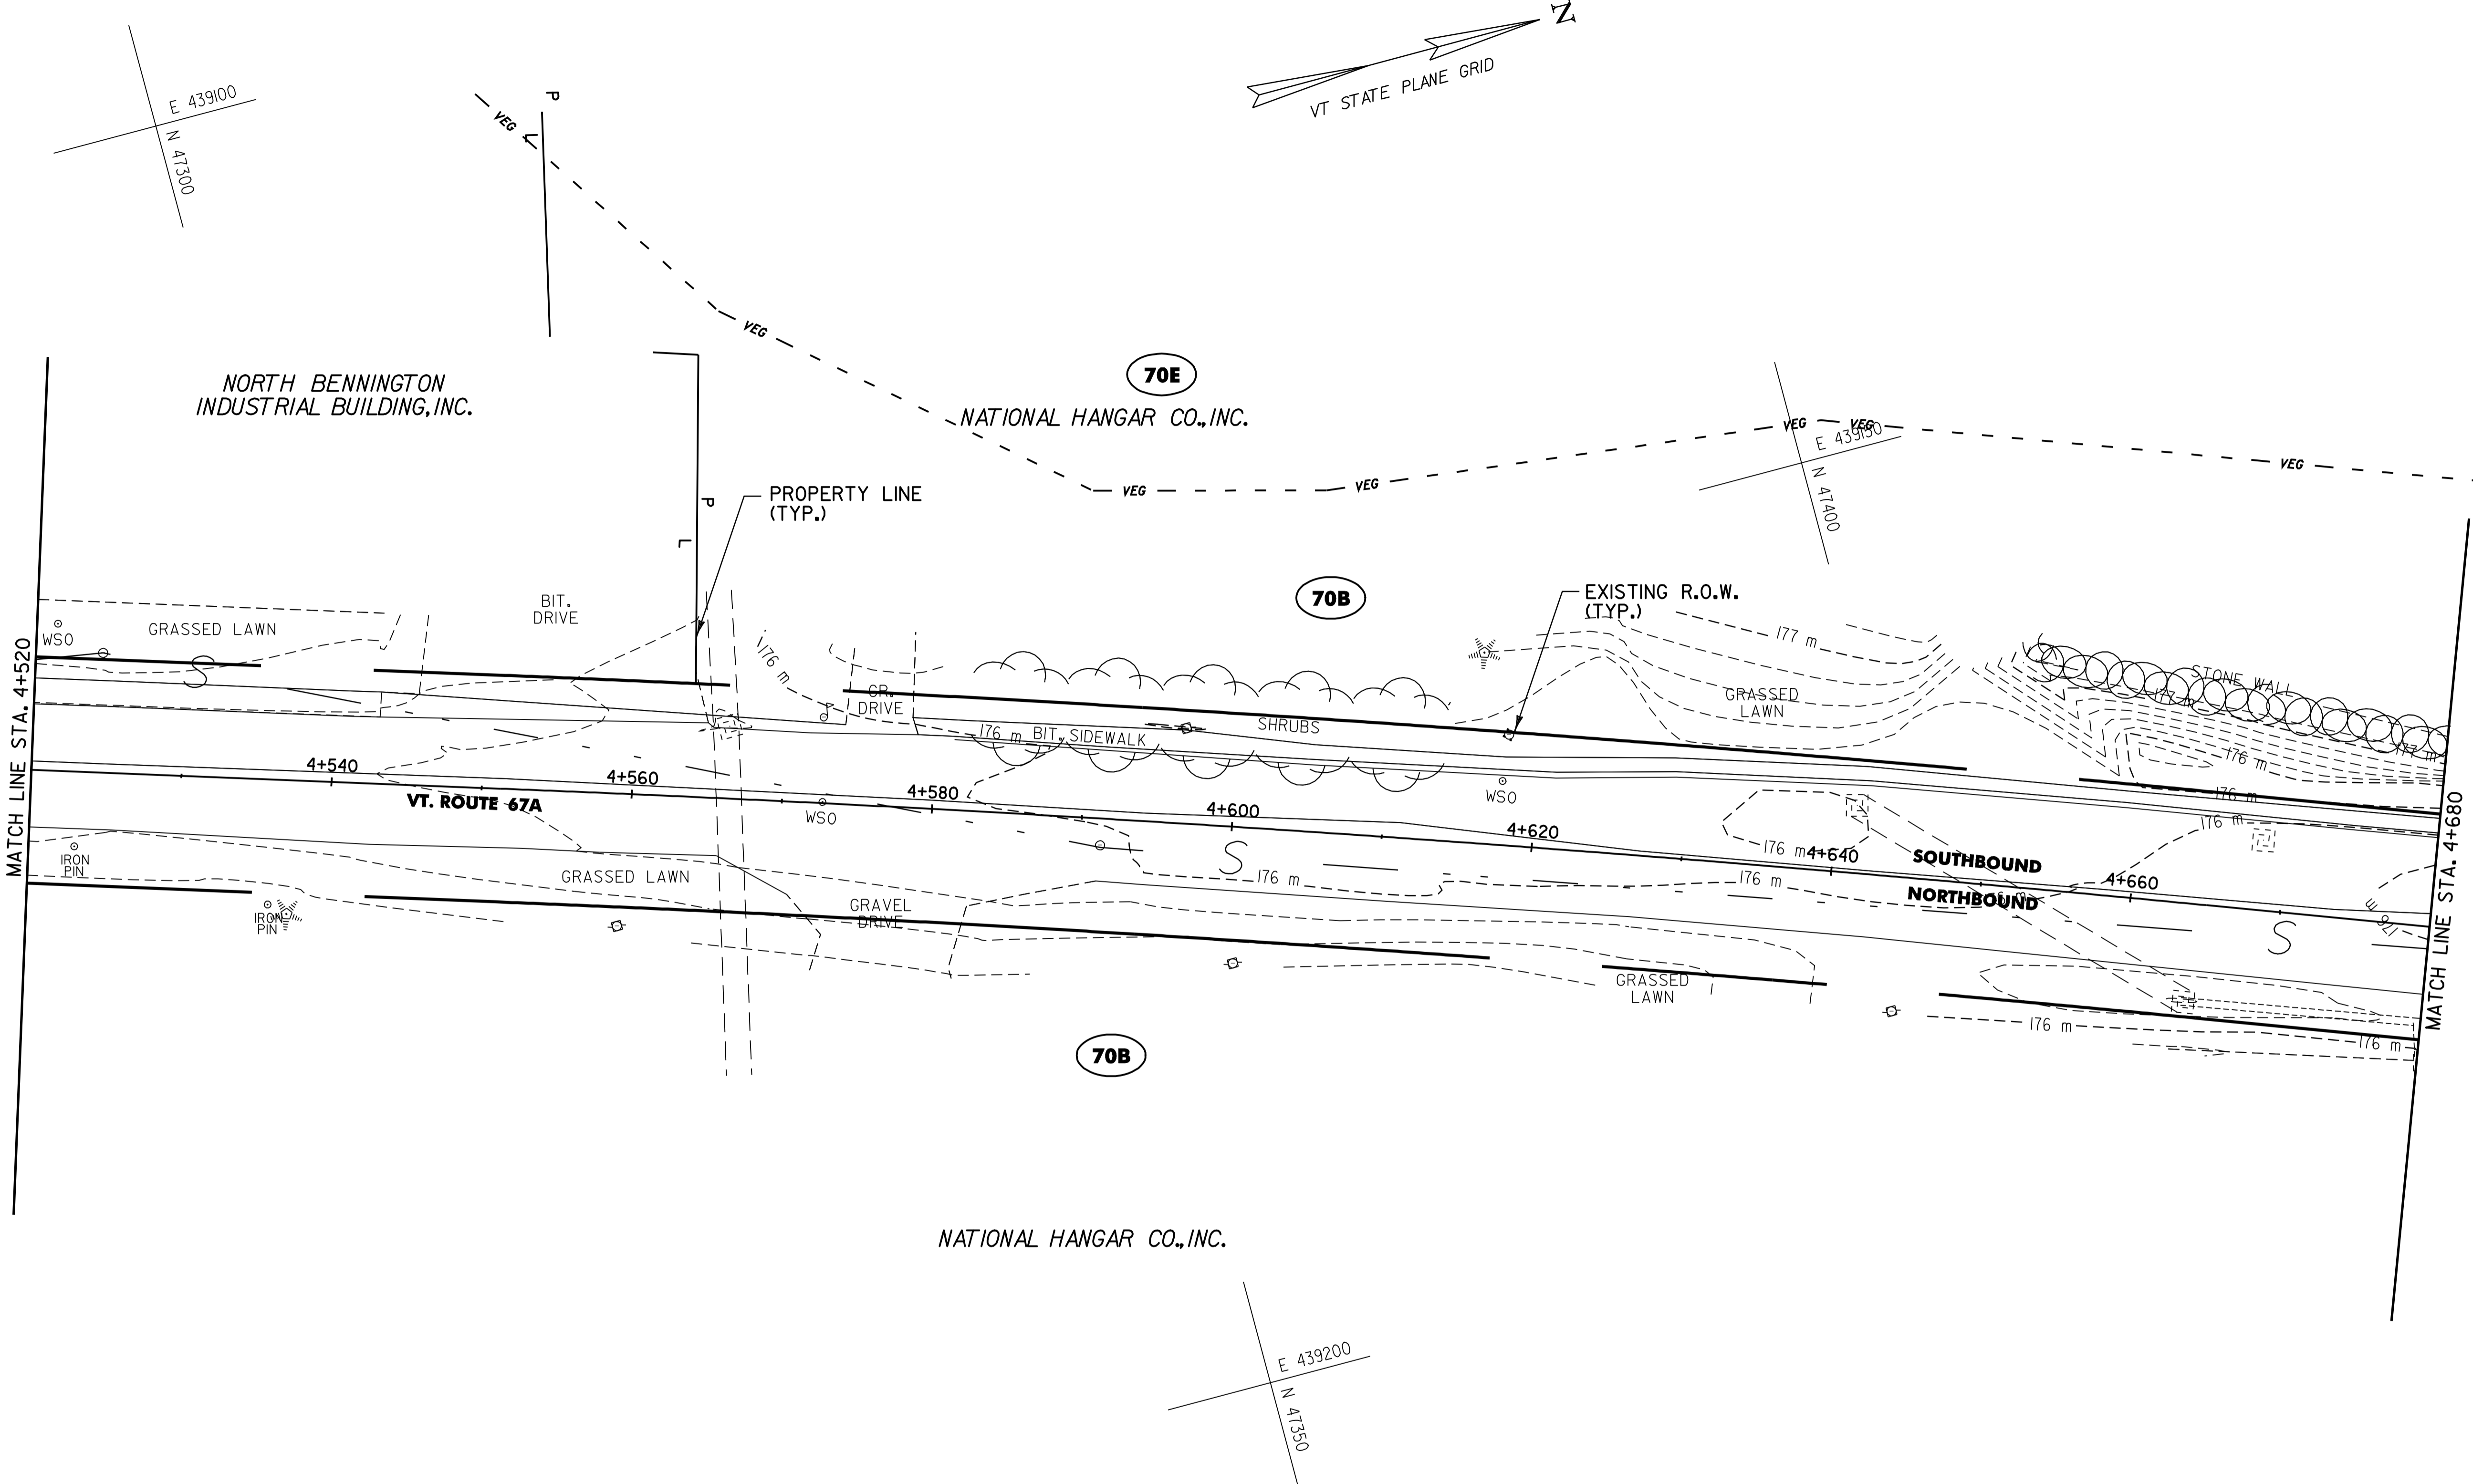 N
VT STATE PLANE GRID
E 439100
N 47300
P
L
VEG
VEG
70E
NATIONAL HANGAR CO., INC.
NORTH BENNINGTON
INDUSTRIAL BUILDING, INC.
VEG
VEG
E 439150
N 47400
VEG
VEG
VEG
P
L
PROPERTY LINE
(TYP.)
70B
EXISTING R.O.W.
(TYP.)
BIT.
DRIVE
GRASSED LAWN
WSO
S
176 m
177 m
GR.
DRIVE
176 m
BIT. SIDEWALK
SHRUBS
GRASSED
LAWN
STONE WALL
177 m
177 m
176 m
176 m
176 m
MATCH LINE STA. 4+520
4+540
4+560
4+580
4+600
4+620
4+640
4+660
MATCH LINE STA. 4+680
VT. ROUTE 67A
WSO
WSO
176 m
SOUTHBOUND
NORTHBOUND
IRON
PIN
IRON
PIN
GRASSED LAWN
GRAVEL
DRIVE
S
176 m
176 m
S
176 m
GRASSED
LAWN
176 m
176 m
70B
NATIONAL HANGAR CO., INC.
E 439200
N 47350